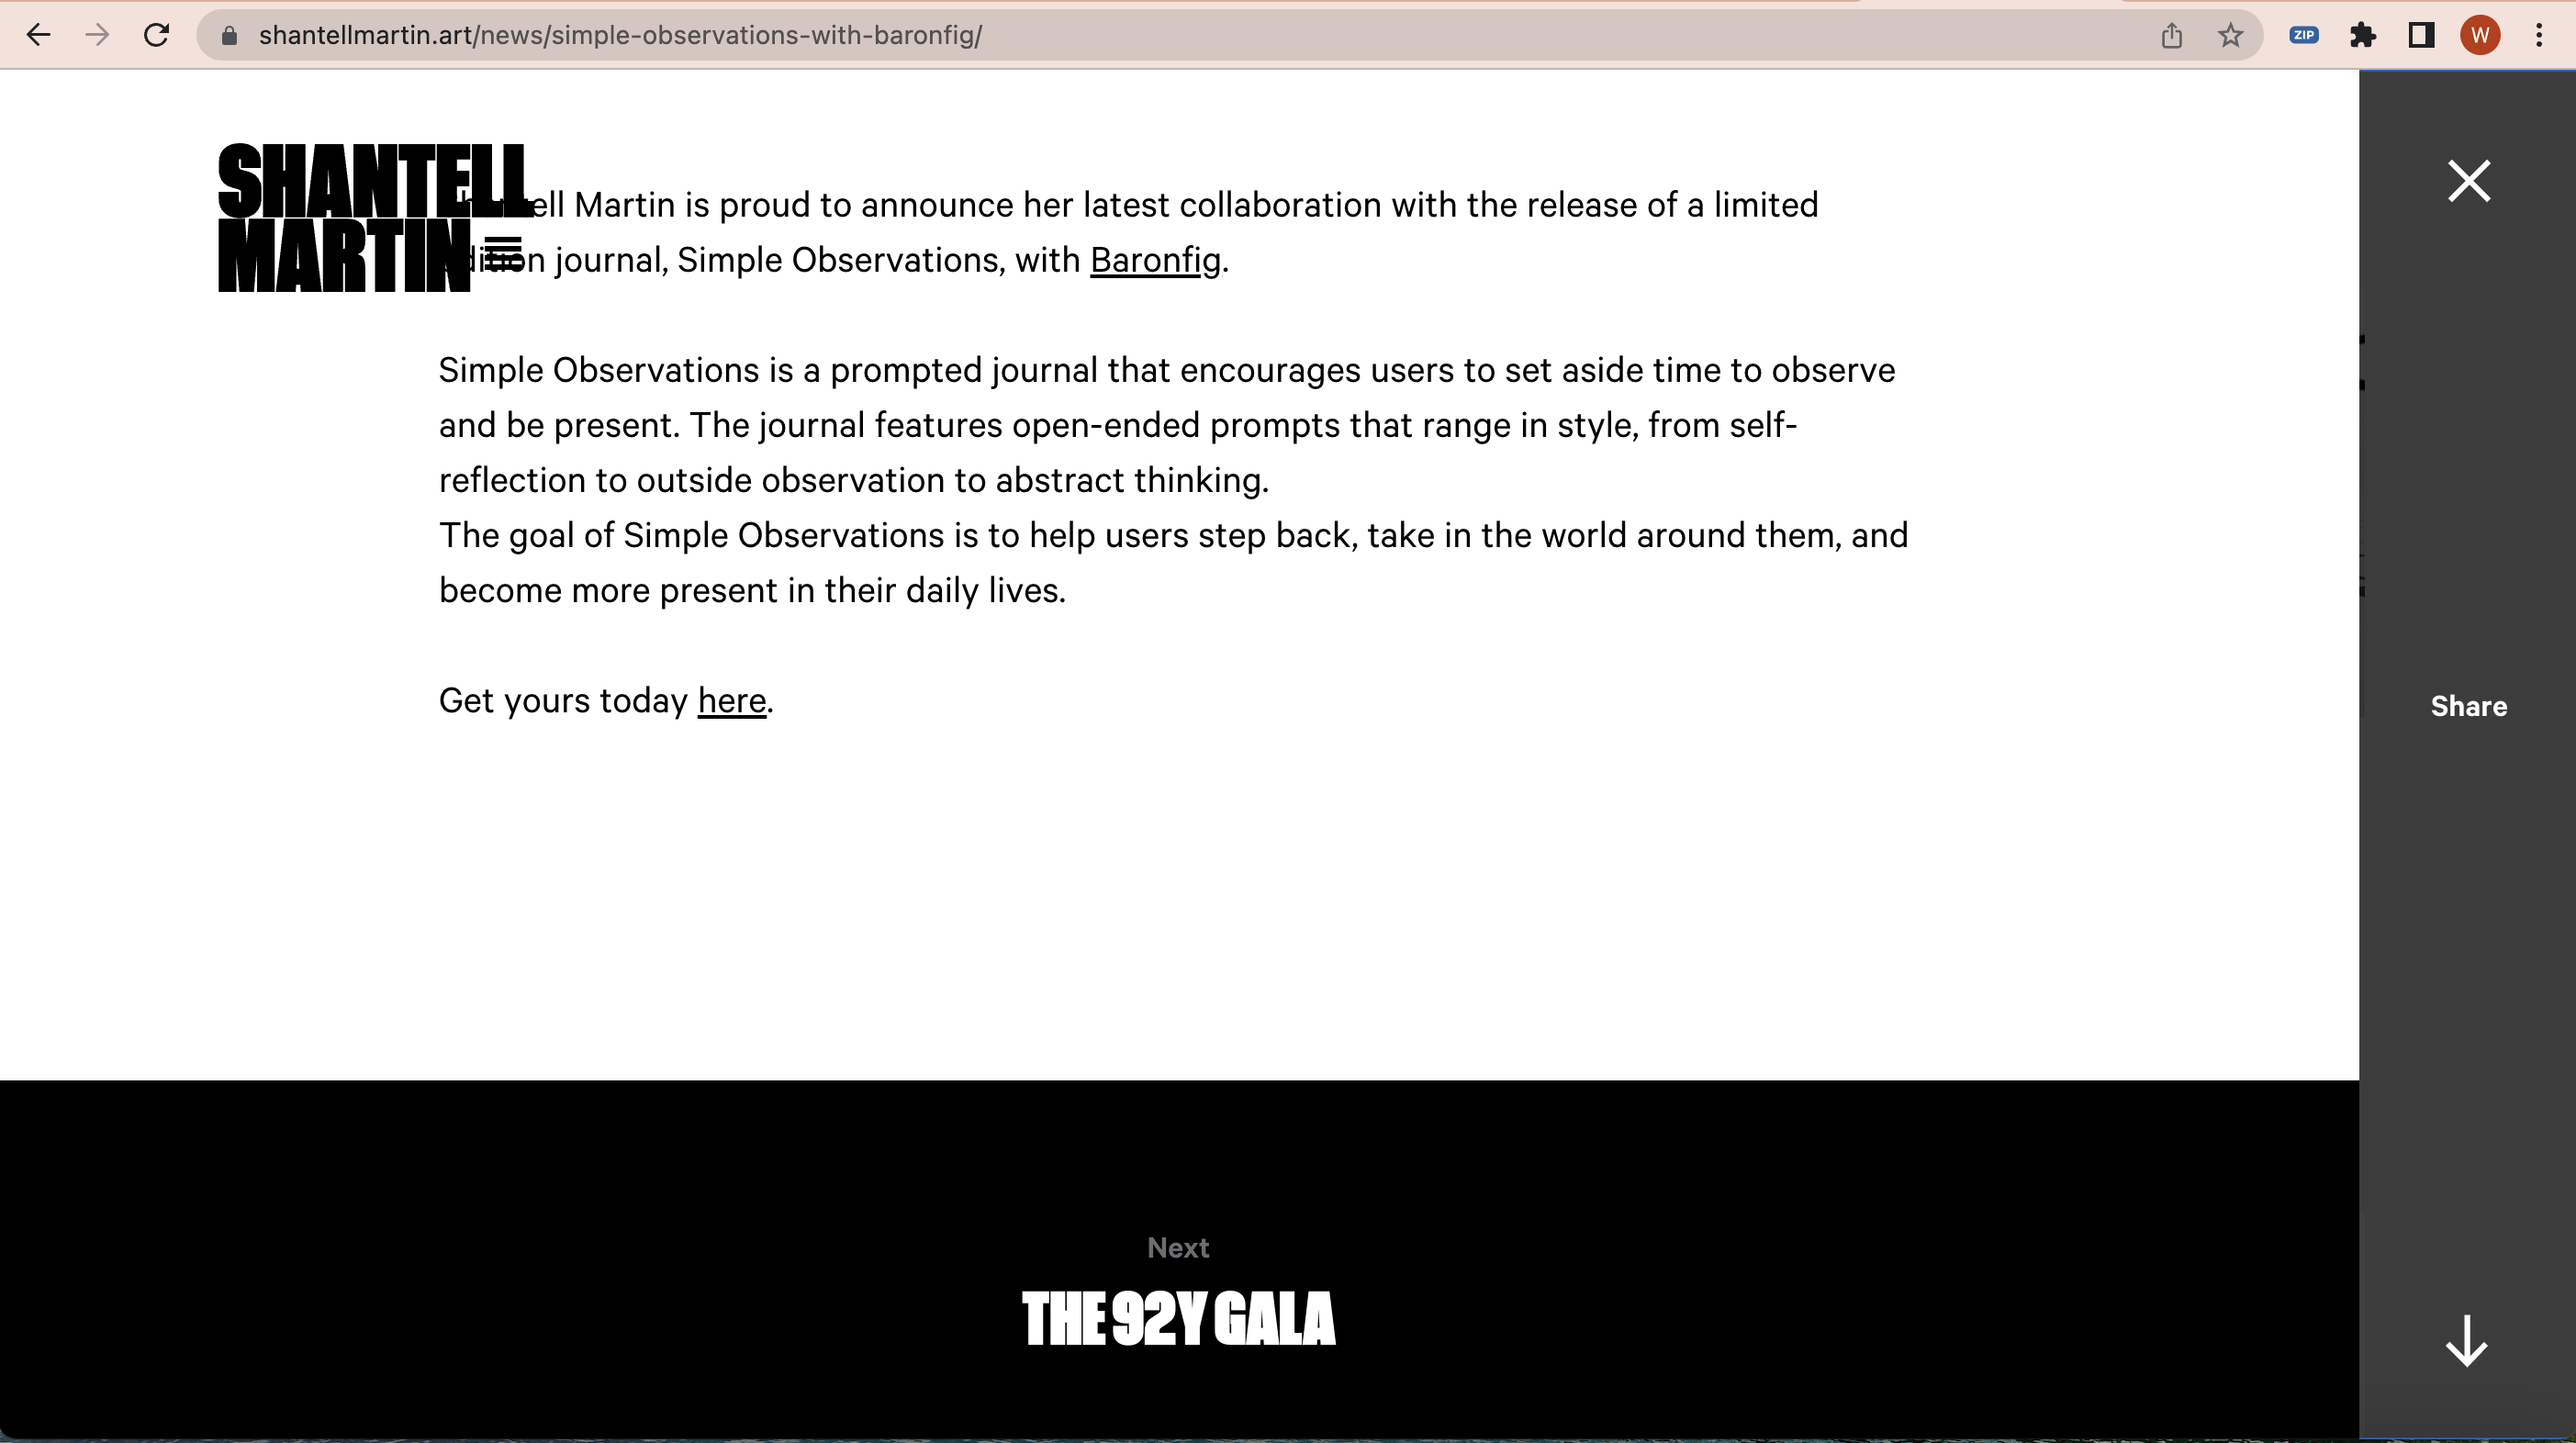 shantellmartin.art/news/simple-observations-with-baronfig/
ZIP
W
SHANTELL
MARTIN
Martin is proud to announce her latest collaboration with the release of a limited
journal, Simple Observations, with Baronfig.
Simple Observations is a prompted journal that encourages users to set aside time to observe
and be present. The journal features open-ended prompts that range in style, from self-
reflection to outside observation to abstract thinking.
The goal of Simple Observations is to help users step back, take in the world around them, and
become more present in their daily lives.
Get yours today here.
Share
Next
THE 92Y GALA